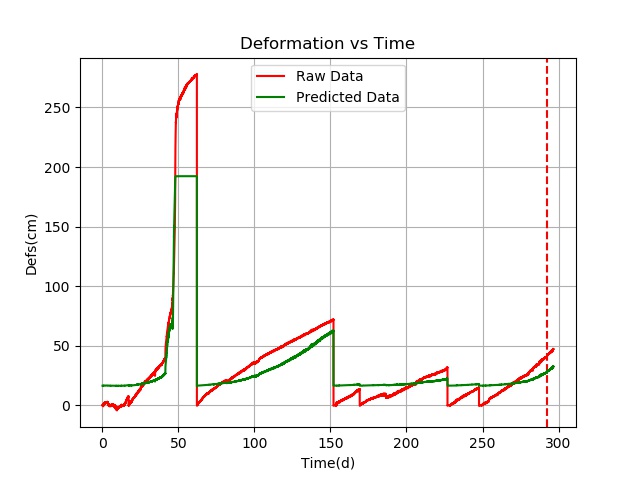 Deformation vs Time
Raw Data
Predicted Data
250
200
150
100
50
0
Defs(cm)
0 50 100 150 200 250 300
Time(d)